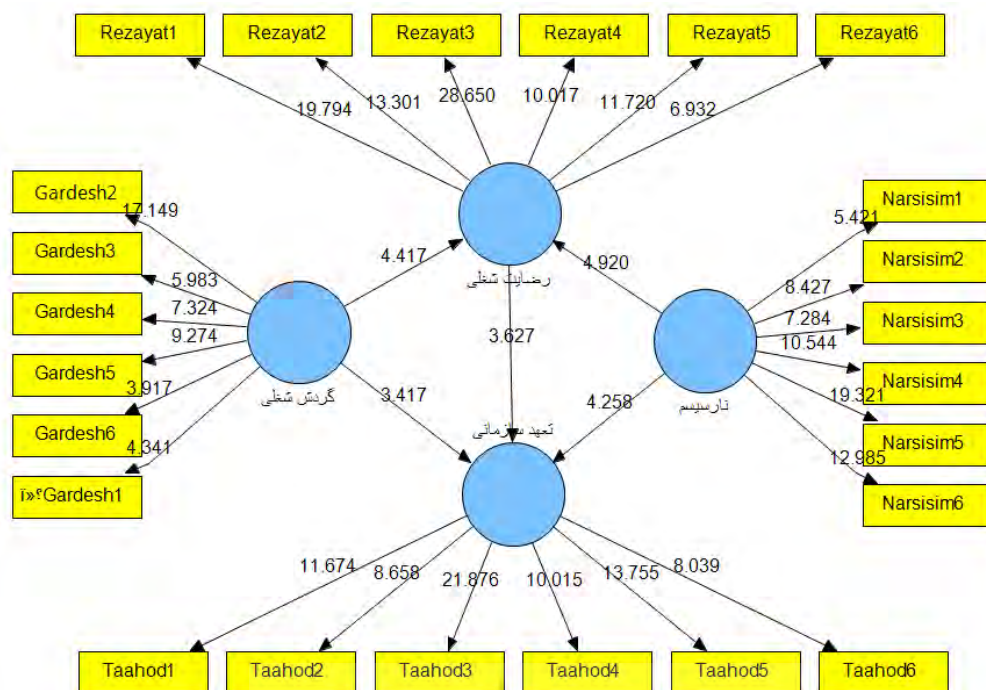 Rezayat1
Rezayat2
Rezayat3
Rezayat4
Rezayat5
Rezayat6
19.794
13.301
28.650
10.017
11.720
6.932
Gardesh2
Gardesh3
Gardesh4
Gardesh5
Gardesh6
ï»؟Gardesh1
17.149
5.983
7.324
9.274
3.917
4.341
4.417
رضایت شغلی
4.920
3.627
گردش شغلی
3.417
تعهد سازمانی
4.258
نارسیسم
5.421
8.427
7.284
10.544
19.321
12.985
Narsisim1
Narsisim2
Narsisim3
Narsisim4
Narsisim5
Narsisim6
11.674
8.658
21.876
10.015
13.755
8.039
Taahod1
Taahod2
Taahod3
Taahod4
Taahod5
Taahod6